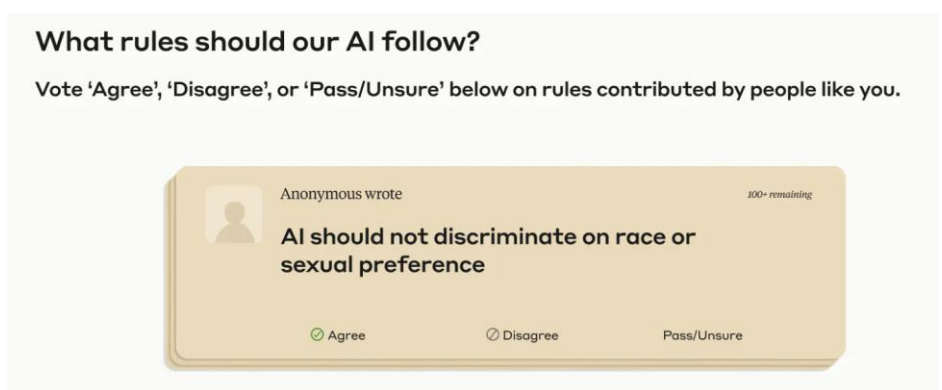 What rules should our AI follow?
Vote ‘Agree’, ‘Disagree’, or ‘Pass/Unsure’ below on rules contributed by people like you.
Anonymous wrote
100+ remaining
AI should not discriminate on race or
sexual preference
Agree
Disagree
Pass/Unsure